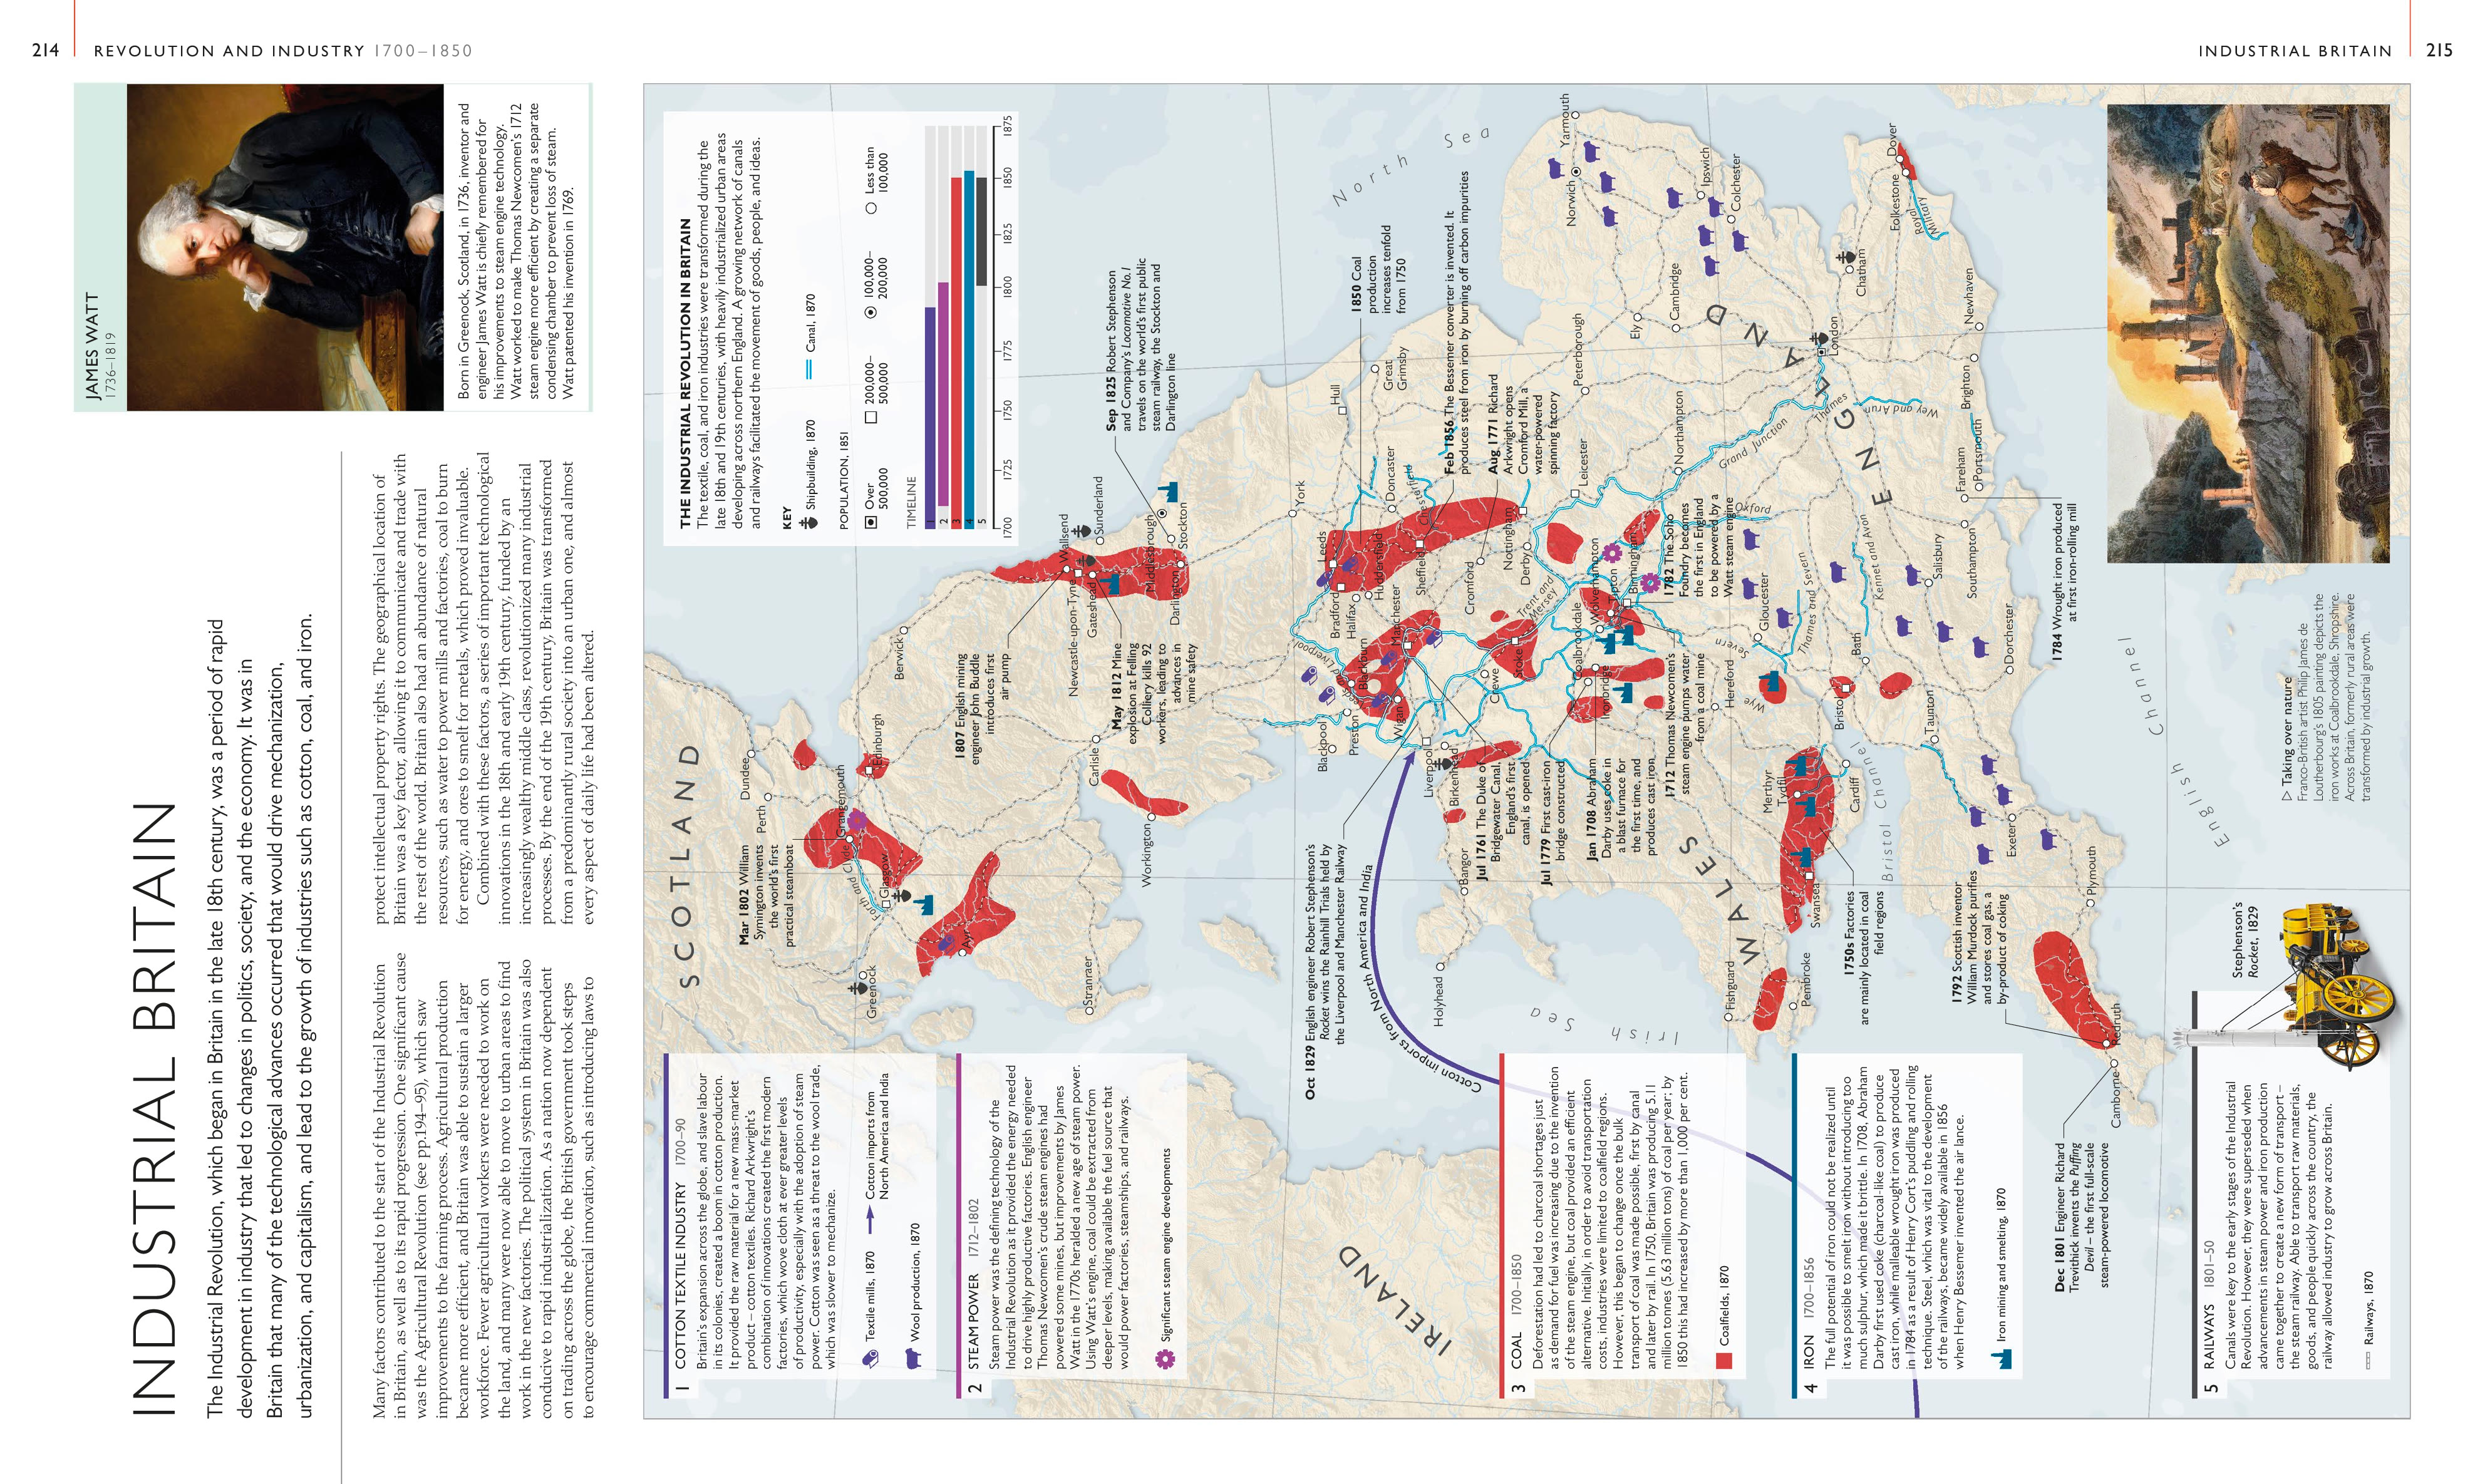 214
REVOLUTION AND INDUSTRY 1700–1850
INDUSTRIAL BRITAIN
215
INDUSTRIAL BRITAIN
The Industrial Revolution, which began in Britain in the late 18th century, was a period of rapid
development in industry that led to changes in politics, society, and the economy. It was in
Britain that many of the technological advances occurred that would drive mechanization,
urbanization, and capitalism, and lead to the growth of industries such as cotton, coal, and iron.
Many factors contributed to the start of the Industrial Revolution
in Britain, as well as to its rapid progression. One significant cause
was the Agricultural Revolution (see pp.194–95), which saw
improvements to the farming process. Agricultural production
became more efficient, and Britain was able to sustain a larger
workforce. Fewer agricultural workers were needed to work on
the land, and many were now able to move to urban areas to find
work in the new factories. The political system in Britain was also
conducive to rapid industrialization. As a nation now dependent
on trading across the globe, the British government took steps
to encourage commercial innovation, such as introducing laws to
protect intellectual property rights. The geographical location of
Britain was a key factor, allowing it to communicate and trade with
the rest of the world. Britain also had an abundance of natural
resources, such as water to power mills and factories, coal to burn
for energy, and ores to smelt for metals, which proved invaluable.
Combined with these factors, a series of important technological
innovations in the 18th and early 19th century, funded by an
increasingly wealthy middle class, revolutionized many industrial
processes. By the end of the 19th century, Britain was transformed
from a predominantly rural society into an urban one, and almost
every aspect of daily life had been altered.
JAMES WATT
1736–1819
Born in Greenock, Scotland, in 1736, inventor and
engineer James Watt is chiefly remembered for
his improvements to steam engine technology.
Watt worked to make Thomas Newcomen's 1712
steam engine more efficient by creating a separate
condensing chamber to prevent loss of steam.
Watt patented his invention in 1769.
THE INDUSTRIAL REVOLUTION IN BRITAIN
The textile, coal, and iron industries were transformed during the
late 18th and 19th centuries, with heavily industrialized urban areas
developing across northern England. A growing network of canals
and railways facilitated the movement of goods, people, and ideas.
KEY
Shipbuilding, 1870
Canal, 1870
POPULATION, 1851
Over
500,000
200,000–
500,000
100,000–
200,000
Less than
100,000
TIMELINE
1
2
3
4
5
1700
1725
1750
1775
1800
1825
1850
1875
1 COTTON TEXTILE INDUSTRY 1700–90
Britain's expansion across the globe, and slave labour
in its colonies, created a boom in cotton production.
It provided the raw material for a new mass-market
product – cotton textiles. Richard Arkwright's
combination of innovations created the first modern
factories, which wove cloth at ever greater levels
of productivity, especially with the adoption of steam
power. Cotton was seen as a threat to the wool trade,
which was slower to mechanize.
Textile mills, 1870
Cotton imports from
North America and India
Wool production, 1870
2 STEAM POWER 1712–1802
Steam power was the defining technology of the
Industrial Revolution as it provided the energy needed
to drive highly productive factories. English engineer
Thomas Newcomen's crude steam engines had
powered some mines, but improvements by James
Watt in the 1770s heralded a new age of steam power.
Using Watt's engine, coal could be extracted from
deeper levels, making available the fuel source that
would power factories, steamships, and railways.
Significant steam engine developments
3 COAL 1700–1850
Deforestation had led to charcoal shortages just
as demand for fuel was increasing due to the invention
of the steam engine, but coal provided an efficient
alternative. Initially, in order to avoid transportation
costs, industries were limited to coalfield regions.
However, this began to change once the bulk
transport of coal was made possible, first by canal
and later by rail. In 1750, Britain was producing 5.11
million tonnes (5.63 million tons) of coal per year; by
1850 this had increased by more than 1,000 per cent.
Coalfields, 1870
4 IRON 1700–1856
The full potential of iron could not be realized until
it was possible to smelt iron without introducing too
much sulphur, which made it brittle. In 1708, Abraham
Darby first used coke (charcoal-like coal) to produce
cast iron, while malleable wrought iron was produced
in 1784 as a result of Henry Cort's puddling and rolling
technique. Steel, which was vital to the development
of the railways, became widely available in 1856
when Henry Bessemer invented the air lance.
Iron mining and smelting, 1870
5 RAILWAYS 1801–50
Canals were key to the early stages of the Industrial
Revolution. However, they were superseded when
advancements in steam power and iron production
came together to create a new form of transport –
the steam railway. Able to transport raw materials,
goods, and people quickly across the country, the
railway allowed industry to grow across Britain.
Railways, 1870
SCOTLAND
Dundee
Perth
Grangemouth
Edinburgh
Forth and Clyde
Glasgow
Greenock
Ayr
Stranraer
Berwick
Mar 1802 William
Symington invents
the world's first
practical steamboat
1807 English mining
engineer John Buddle
introduces first
air pump
Newcastle-upon-Tyne
Wallsend
Gateshead
Sunderland
Middlesbrough
Stockton
Darlington
Carlisle
Workington
May 1812 Mine
explosion at Felling
Colliery kills 92
workers, leading to
advances in
mine safety
Sep 1825 Robert Stephenson
and Company's Locomotive No.1
travels on the world's first public
steam railway, the Stockton and
Darlington line
Oct 1829 English engineer Robert Stephenson's
Rocket wins the Rainhill Trials held by
the Liverpool and Manchester Railway
Cotton imports from North America and India
North Sea
Irish Sea
IRELAND
WALES
ENGLAND
York
Hull
Leeds
Bradford
Halifax
Huddersfield
Blackpool
Preston
Blackburn
Wigan
Manchester
Liverpool
Birkenhead
Doncaster
Sheffield
Chesterfield
Great
Grimsby
Cromford
Nottingham
Derby
Stoke
Crewe
Trent and
Mersey
Leicester
Peterborough
Wolverhampton
Tipton
Birmingham
Coalbrookdale
Ironbridge
Northampton
Ely
Cambridge
Norwich
Yarmouth
Ipswich
Colchester
Bangor
Holyhead
1850 Coal
production
increases tenfold
from 1750
Feb 1856 The Bessemer converter is invented. It
produces steel from iron by burning off carbon impurities
Aug 1771 Richard
Arkwright opens
Cromford Mill, a
water-powered
spinning factory
Jul 1761 The Duke of
Bridgewater Canal,
England's first
canal, is opened
Jul 1779 First cast-iron
bridge constructed
Jan 1708 Abraham
Darby uses coke in
a blast furnace for
the first time, and
produces cast iron
1712 Thomas Newcomen's
steam engine pumps water
from a coal mine
1782 The Soho
Foundry becomes
the first in England
to be powered by a
Watt steam engine
Hereford
Gloucester
Severn
Wye
Oxford
Grand Junction
Thames
Thames and Severn
Kennet and Avon
Wey and Arun
London
Chatham
Folkestone
Dover
Royal
Military
Newhaven
Brighton
Portsmouth
Fareham
Southampton
Salisbury
Bath
Bristol
Dorchester
Taunton
Exeter
Plymouth
Redruth
Camborne
Merthyr
Tydfil
Cardiff
Swansea
Pembroke
Fishguard
Bristol Channel
English Channel
1750s Factories
are mainly located in coal
field regions
1792 Scottish inventor
William Murdock purifies
and stores coal gas, a
by-product of coking
1784 Wrought iron produced
at first iron-rolling mill
Dec 1801 Engineer Richard
Trevithick invents the Puffing
Devil – the first full-scale
steam-powered locomotive
Stephenson's
Rocket, 1829
▷ Taking over nature
Franco-British artist Philip James de
Loutherbourg's 1805 painting depicts the
iron works at Coalbrookdale, Shropshire.
Across Britain, formerly rural areas were
transformed by industrial growth.